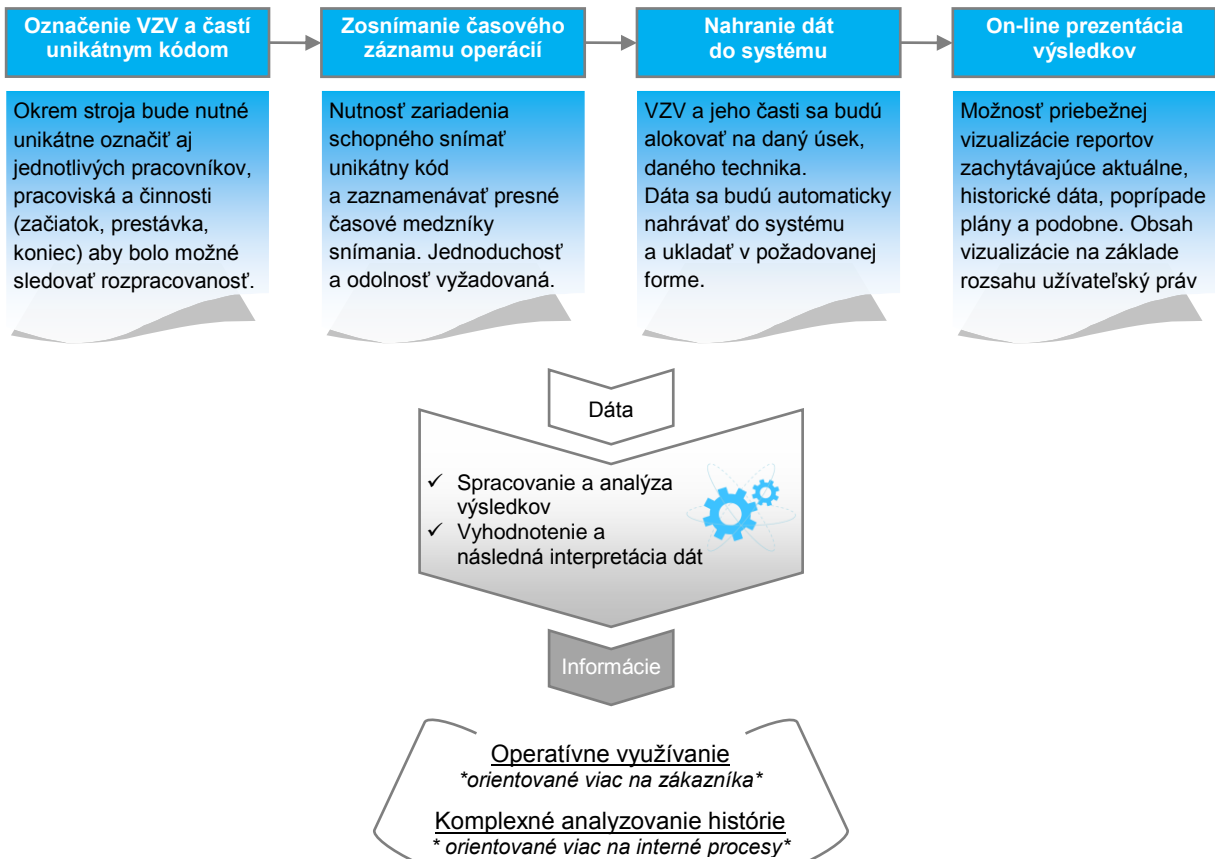 Označenie VZV a častí
unikátnym kódom
Zosnímanie časového
záznamu operácií
Nahranie dát
do systému
On-line prezentácia
výsledkov
Okrem stroja bude nutné
unikátne označiť aj
jednotlivých pracovníkov,
pracoviská a činnosti
(začiatok, prestávka,
koniec) aby bolo možné
sledovať rozpracovanosť.
Nutnosť zariadenia
schopného snímať
unikátny kód
a zaznamenávať presné
časové medzníky
snímania. Jednoduchosť
a odolnosť vyžadovaná.
VZV a jeho časti sa budú
alokovať na daný úsek,
daného technika.
Dáta sa budú automaticky
nahrávať do systému
a ukladať v požadovanej
forme.
Možnosť priebežnej
vizualizácie reportov
zachytávajúce aktuálne,
historické dáta, poprípade
plány a podobne. Obsah
vizualizácie na základe
rozsahu užívateľský práv
Dáta
✓ Spracovanie a analýza
výsledkov
✓ Vyhodnotenie a
následná interpretácia dát
Informácie
Operatívne využívanie
*orientované viac na zákazníka*
Komplexné analyzovanie histórie
* orientované viac na interné procesy*